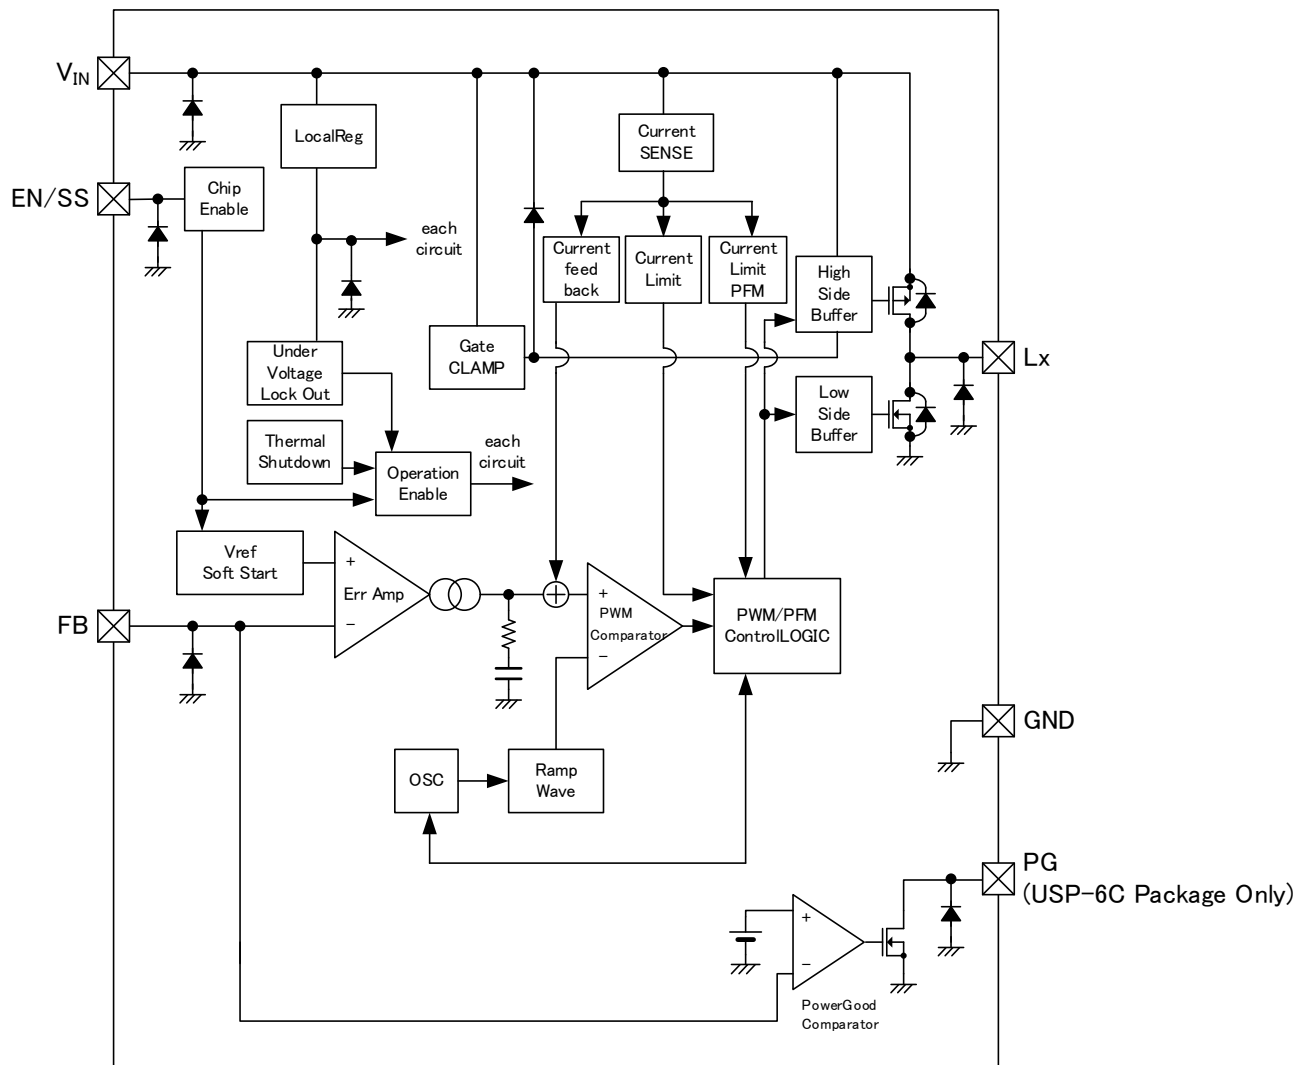 VIN
LocalReg
Current
SENSE
EN/SS
Chip
Enable
each
circuit
Current
feed
back
Current
Limit
Current
Limit
PFM
High
Side
Buffer
Under
Voltage
Lock Out
Gate
CLAMP
Lx
Low
Side
Buffer
Thermal
Shutdown
Operation
Enable
each
circuit
Vref
Soft Start
+
Err Amp
−
+
PWM
Comparator
−
PWM/PFM
ControlLOGIC
FB
GND
OSC
Ramp
Wave
PG
(USP-6C Package Only)
+
−
PowerGood
Comparator